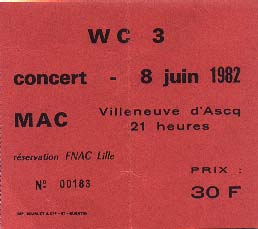 WC 3
concert - 8 juin 1982
MAC Villeneuve d'Ascq
21 heures
réservation FNAC Lille
Nº 00183
PRIX :
30 F